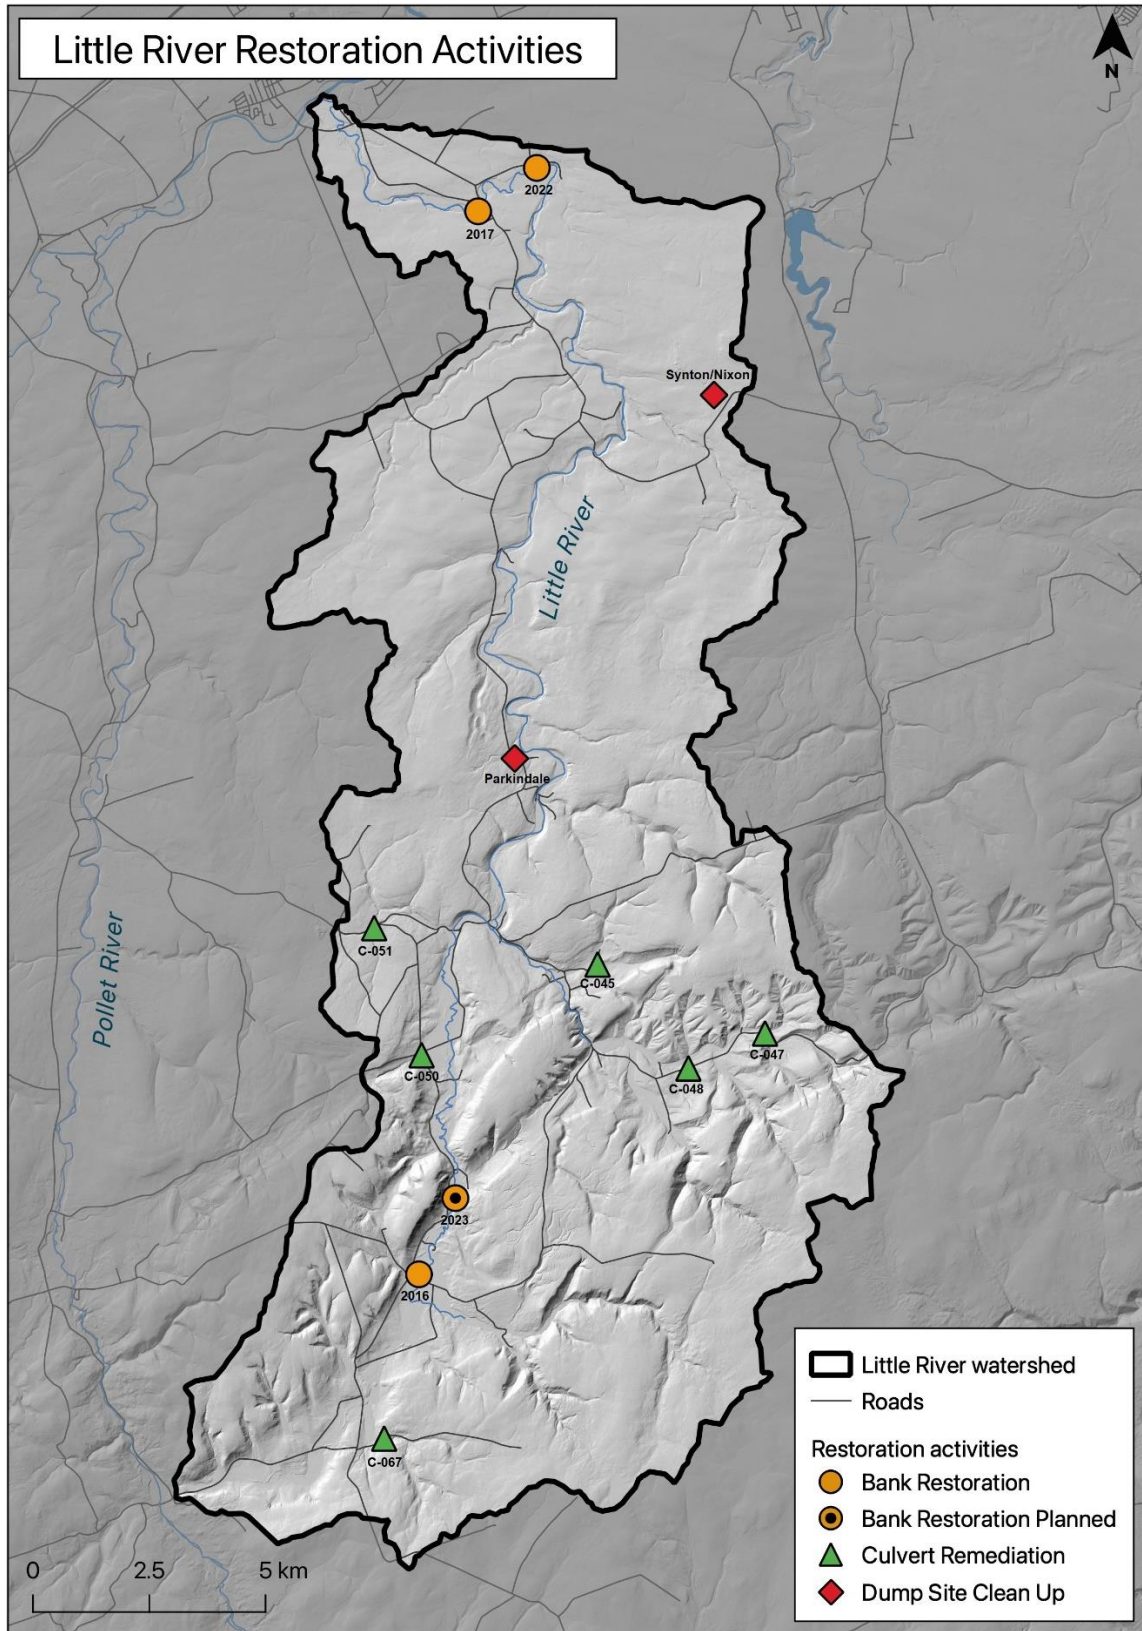 Little River Restoration Activities
N
2022
2017
Synton/Nixon
Little River
Parkindale
Pollet River
C-051
C-045
C-047
C-050
C-048
2023
2016
C-067
Little River watershed
Roads
Restoration activities
Bank Restoration
Bank Restoration Planned
Culvert Remediation
Dump Site Clean Up
0 2.5 5 km